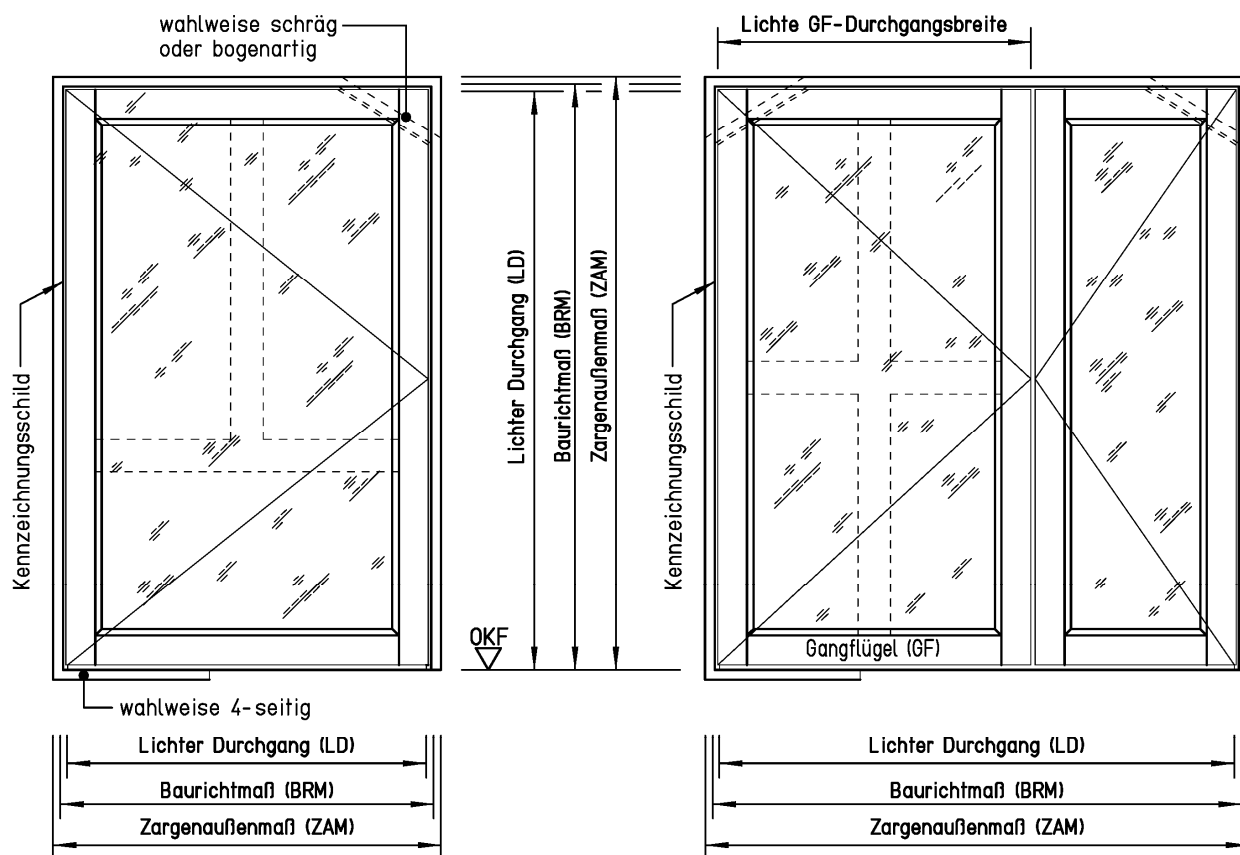 wahlweise schräg
oder bogenartig
Lichte GF-Durchgangsbreite
Kennzeichnungsschild
Lichter Durchgang (LD)
Baurichtmaß (BRM)
Zargenaußenmaß (ZAM)
Kennzeichnungsschild
OKF
Gangflügel (GF)
wahlweise 4-seitig
Lichter Durchgang (LD)
Baurichtmaß (BRM)
Zargenaußenmaß (ZAM)
Lichter Durchgang (LD)
Baurichtmaß (BRM)
Zargenaußenmaß (ZAM)